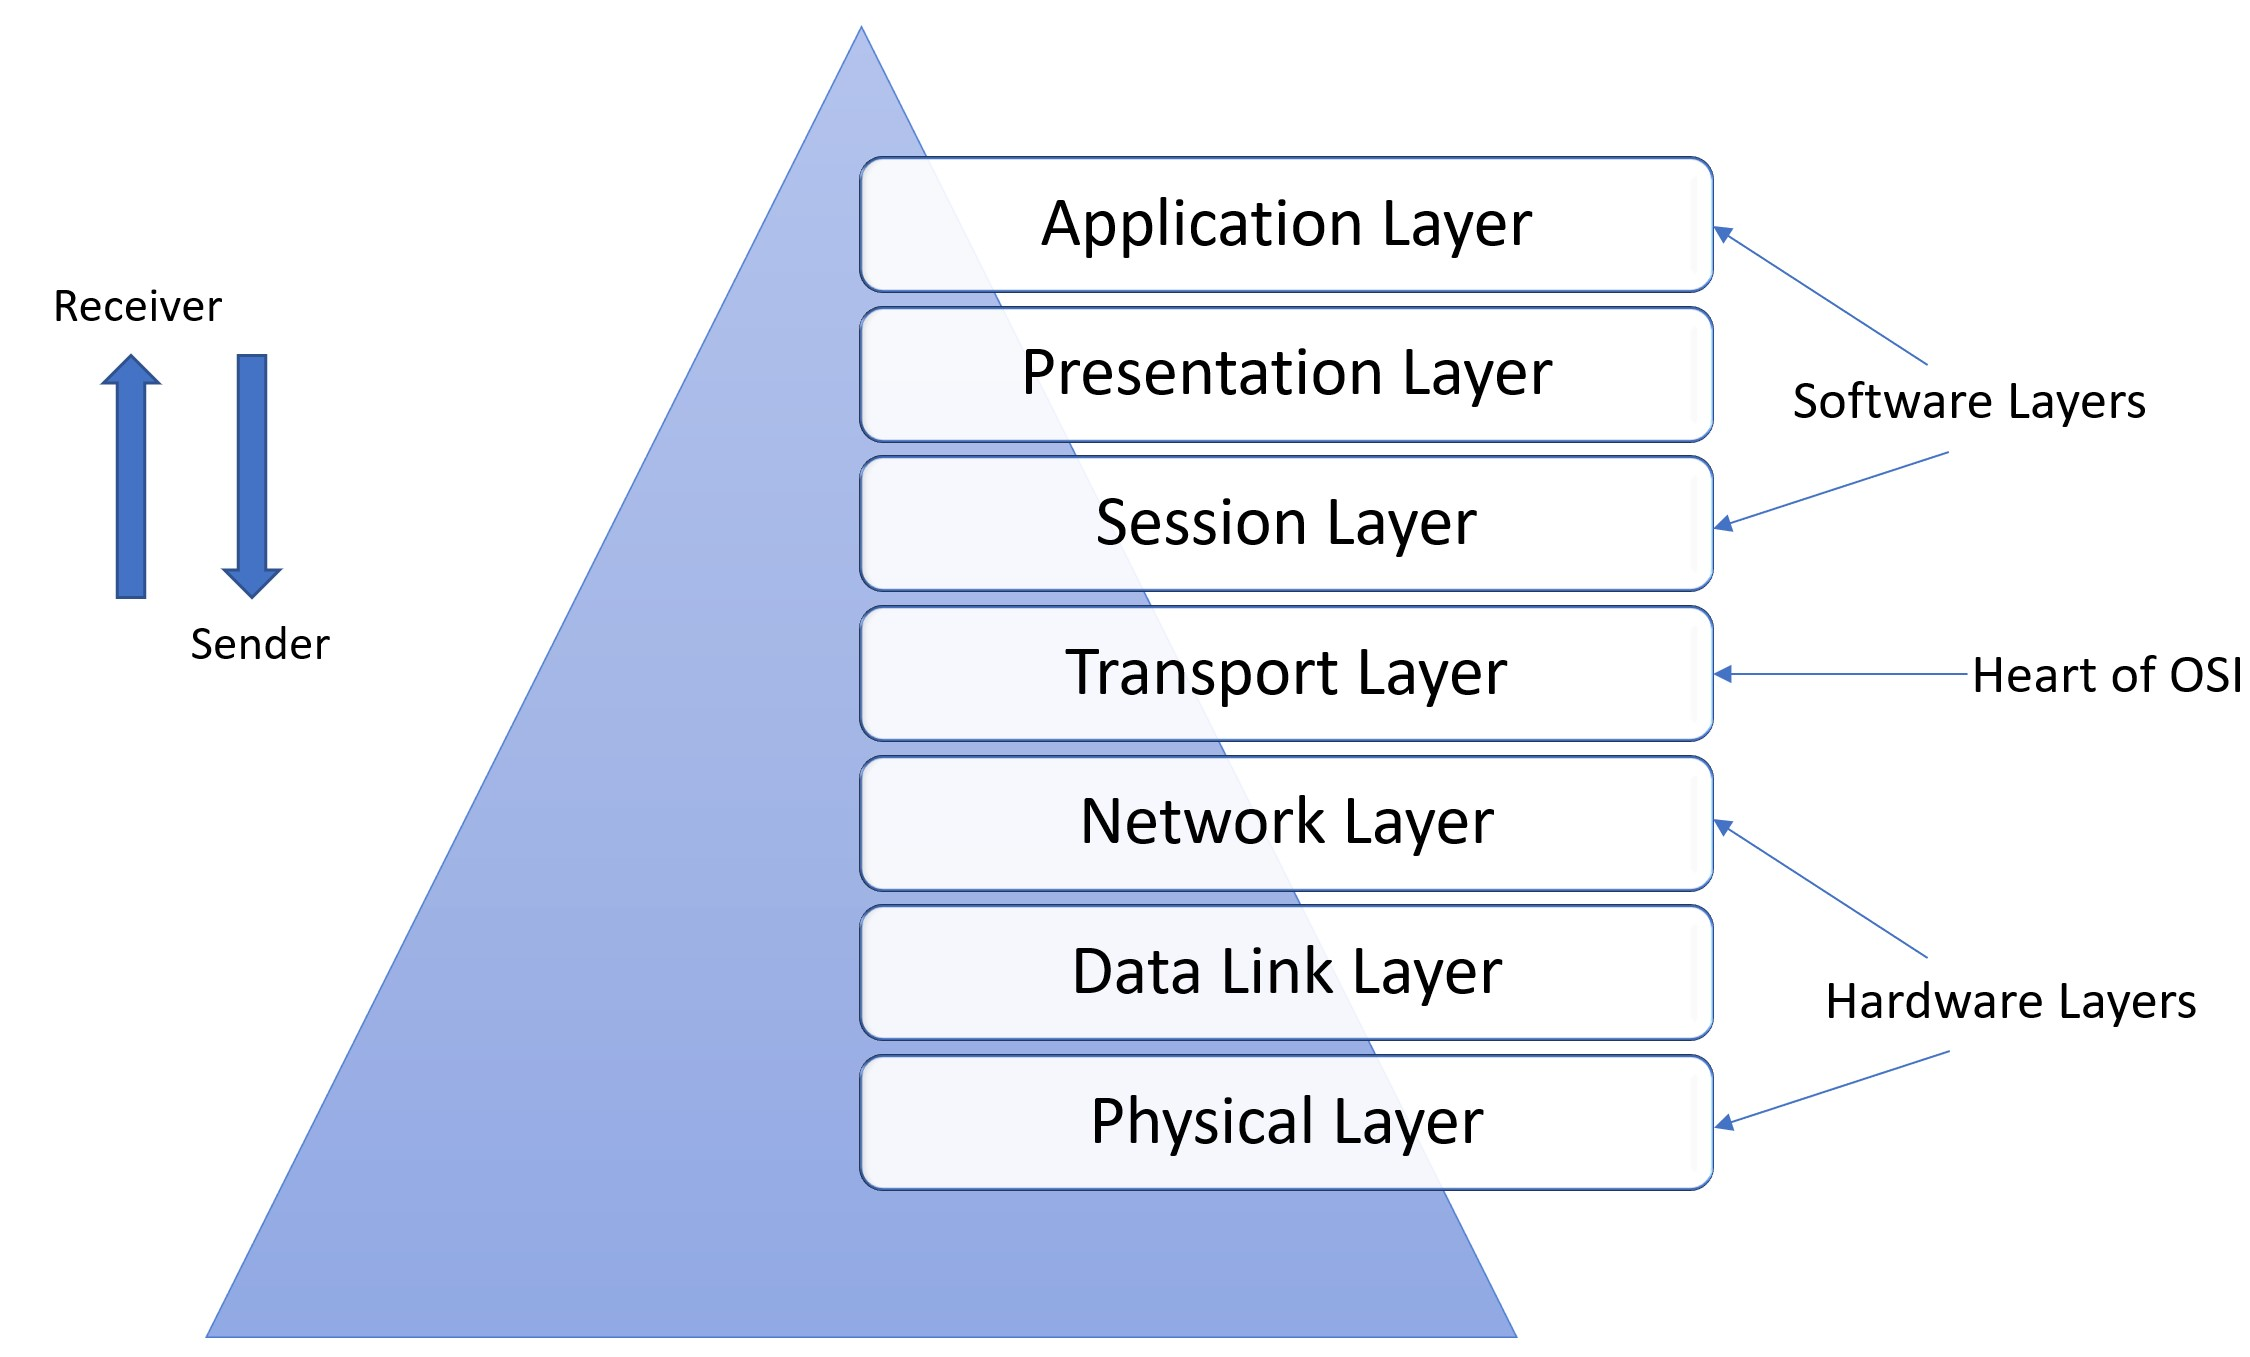 Application Layer
Receiver
Presentation Layer
Software Layers
Session Layer
Sender
Transport Layer
Heart of OSI
Network Layer
Data Link Layer
Hardware Layers
Physical Layer